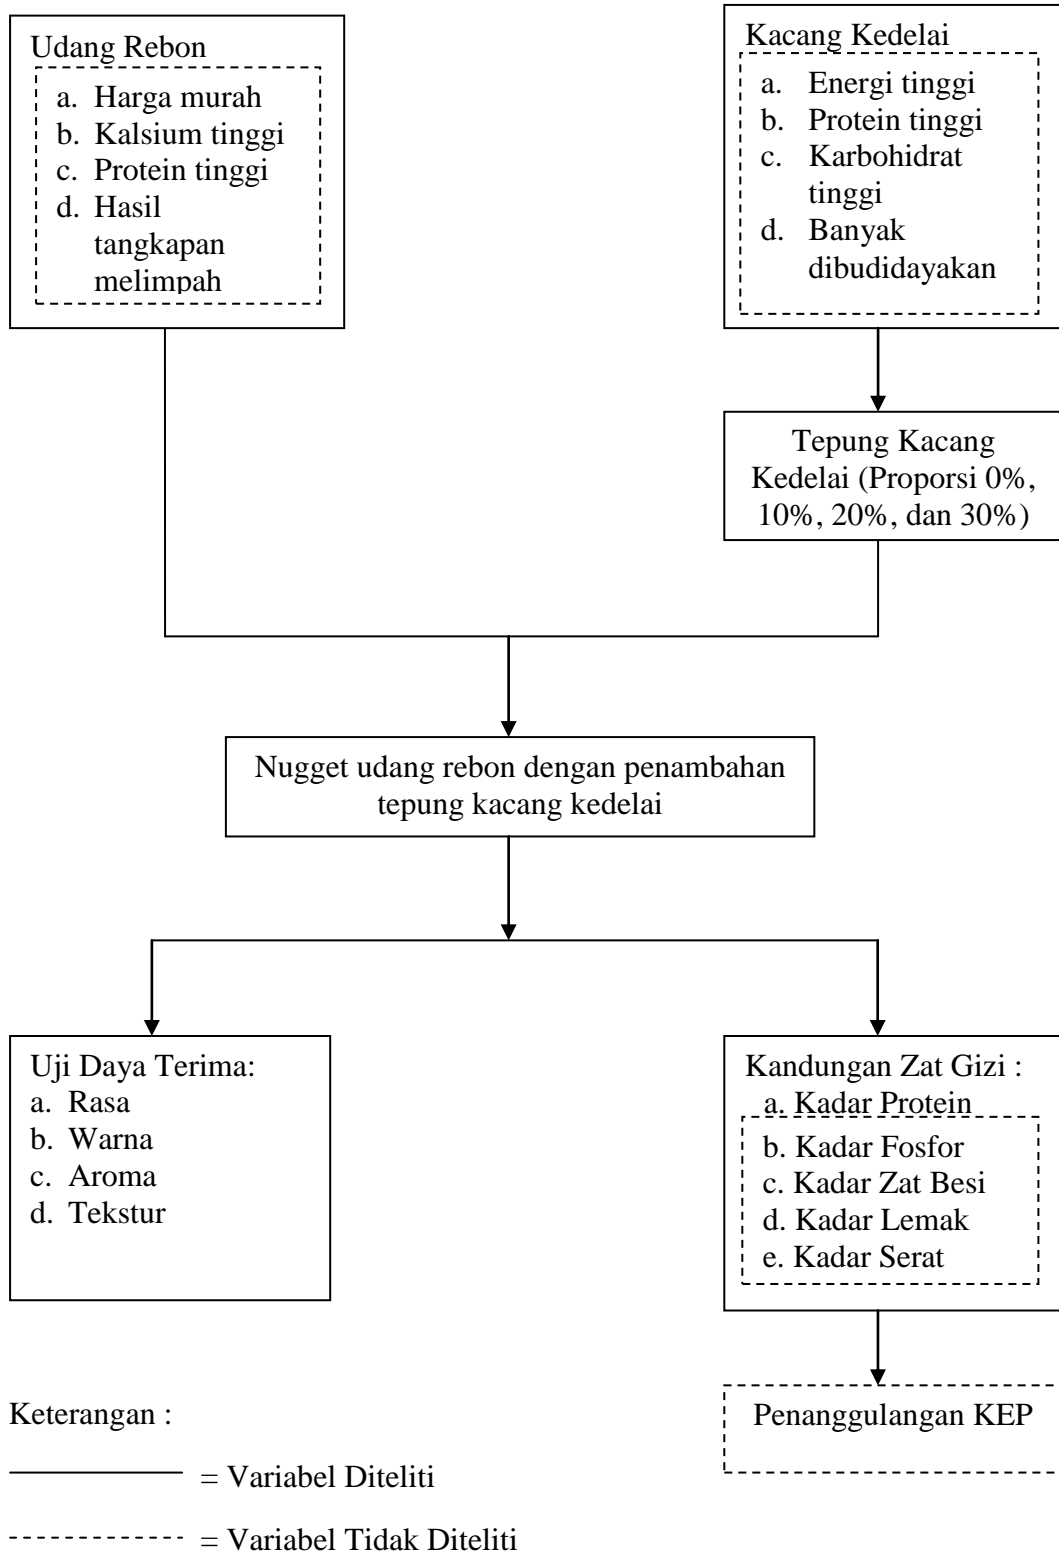 Udang Rebon
a. Harga murah
b. Kalsium tinggi
c. Protein tinggi
d. Hasil
tangkapan
melimpah
Kacang Kedelai
a. Energi tinggi
b. Protein tinggi
c. Karbohidrat
tinggi
d. Banyak
dibudidayakan
Tepung Kacang
Kedelai (Proporsi 0%,
10%, 20%, dan 30%)
Nugget udang rebon dengan penambahan
tepung kacang kedelai
Uji Daya Terima:
a. Rasa
b. Warna
c. Aroma
d. Tekstur
Kandungan Zat Gizi :
a. Kadar Protein
b. Kadar Fosfor
c. Kadar Zat Besi
d. Kadar Lemak
e. Kadar Serat
Penanggulangan KEP
Keterangan :
= Variabel Diteliti
= Variabel Tidak Diteliti